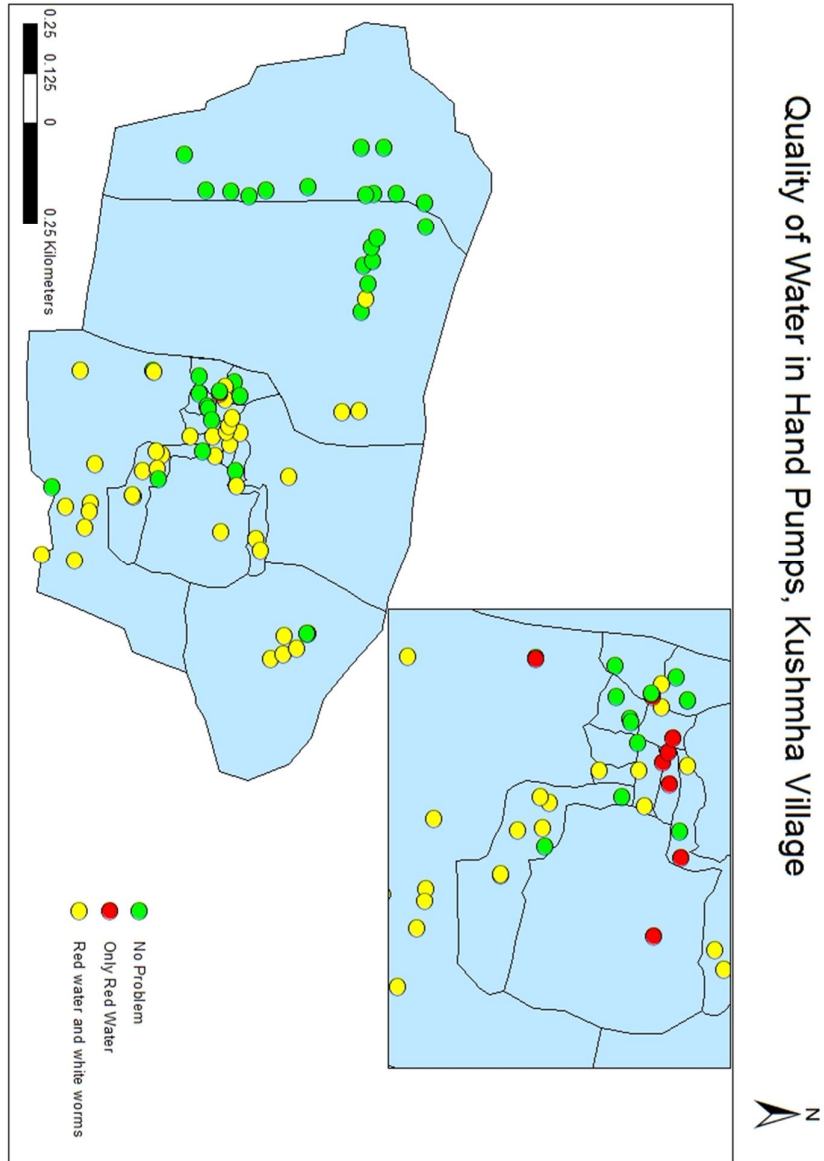 Quality of Water in Hand Pumps, Kushmha Village
N
No Problem
Only Red Water
Red water and white worms
0.25 0.125 0 0.25 Kilometers